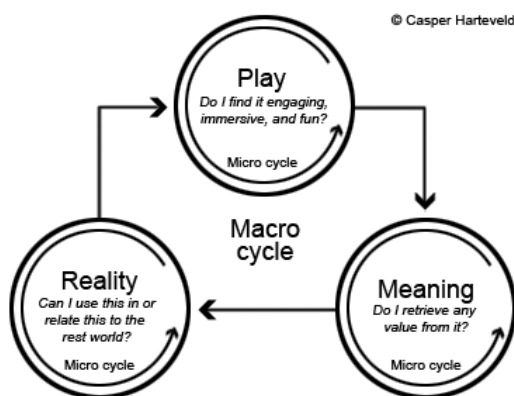 © Casper Harteveld
Play
Do I find it engaging,
immersive, and fun?
Micro cycle
Macro
cycle
Reality
Can I use this in or
relate this to the
rest world?
Micro cycle
Meaning
Do I retrieve any
value from it?
Micro cycle